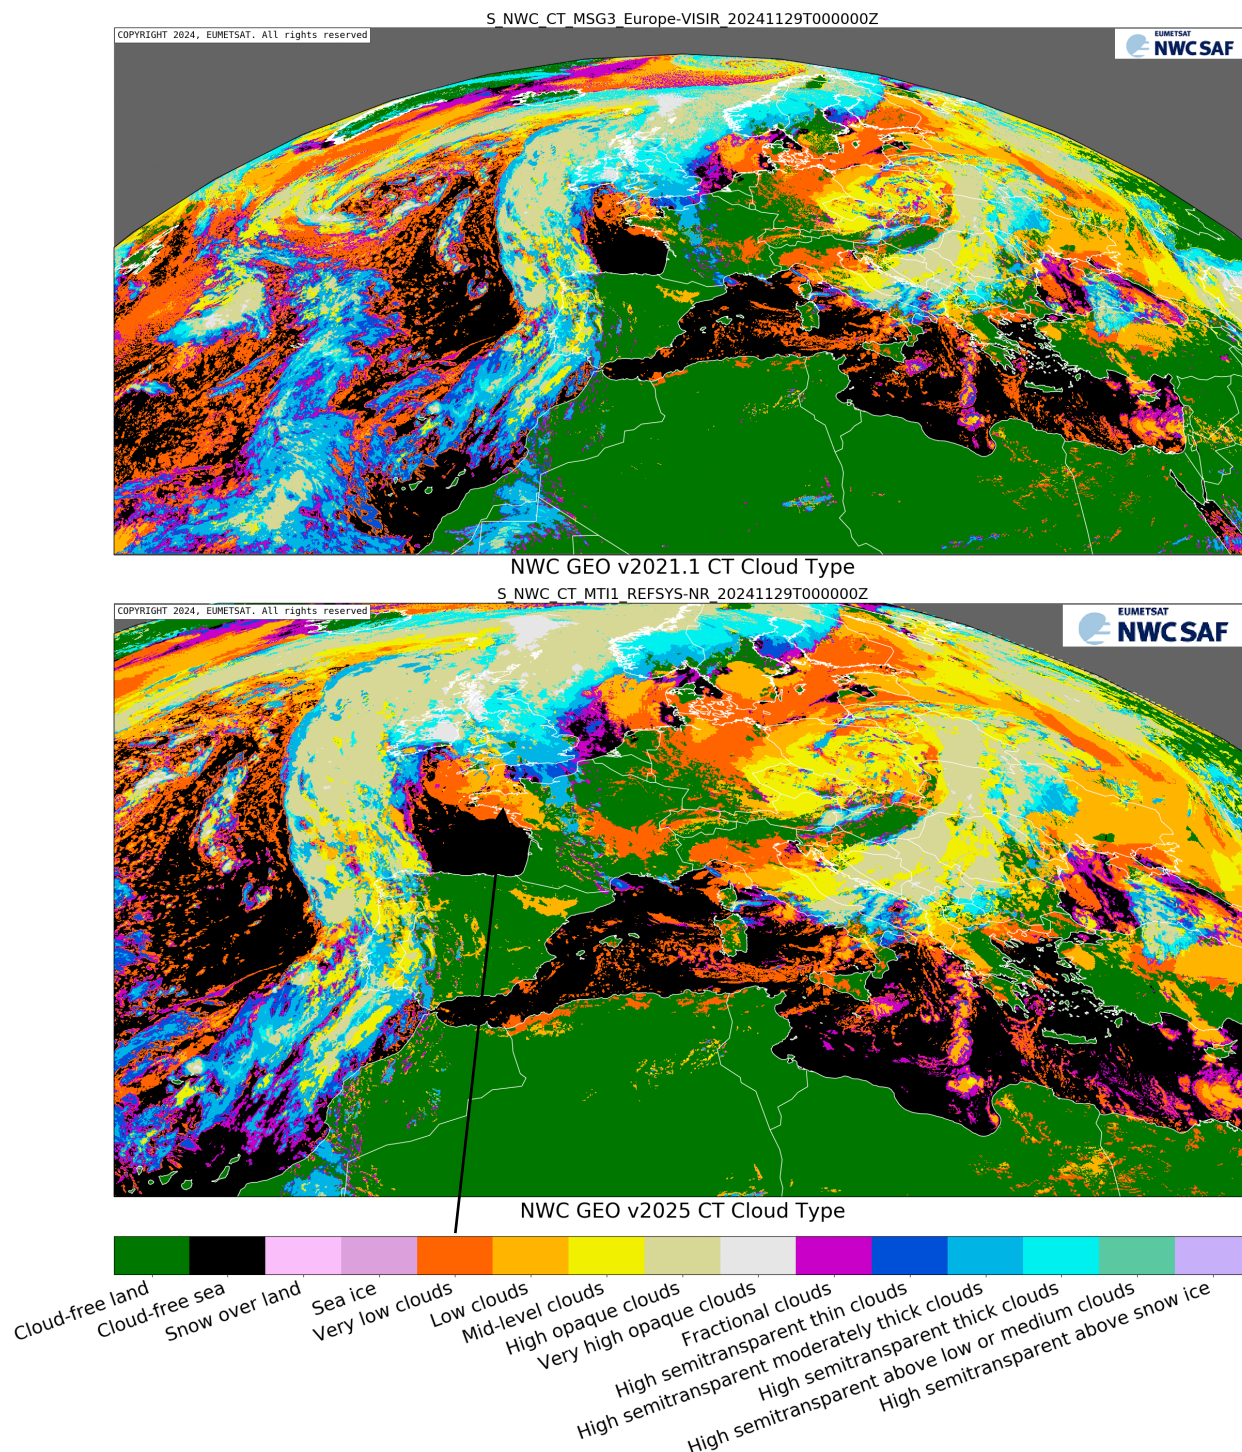 S_NWC_CT_MSG3_Europe-VISIR_20241129T000000Z
COPYRIGHT 2024, EUMETSAT. All rights reserved
EUMETSAT
NWC SAF
NWC GEO v2021.1 CT Cloud Type
S_NWC_CT_MTI1_REFSYS-NR_20241129T000000Z
COPYRIGHT 2024, EUMETSAT. All rights reserved
EUMETSAT
NWC SAF
NWC GEO v2025 CT Cloud Type
Cloud-free land
Cloud-free sea
Snow over land
Sea ice
Very low clouds
Low clouds
Mid-level clouds
High opaque clouds
Very high opaque clouds
Fractional clouds
High semitransparent thin clouds
High semitransparent moderately thick clouds
High semitransparent thick clouds
High semitransparent above low or medium clouds
High semitransparent above snow ice